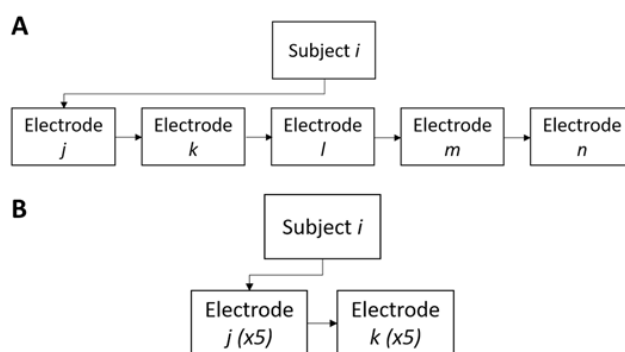 A
Subject i
Electrode Electrode Electrode Electrode Electrode
j k l m n
B
Subject i
Electrode Electrode
j (x5) k (x5)